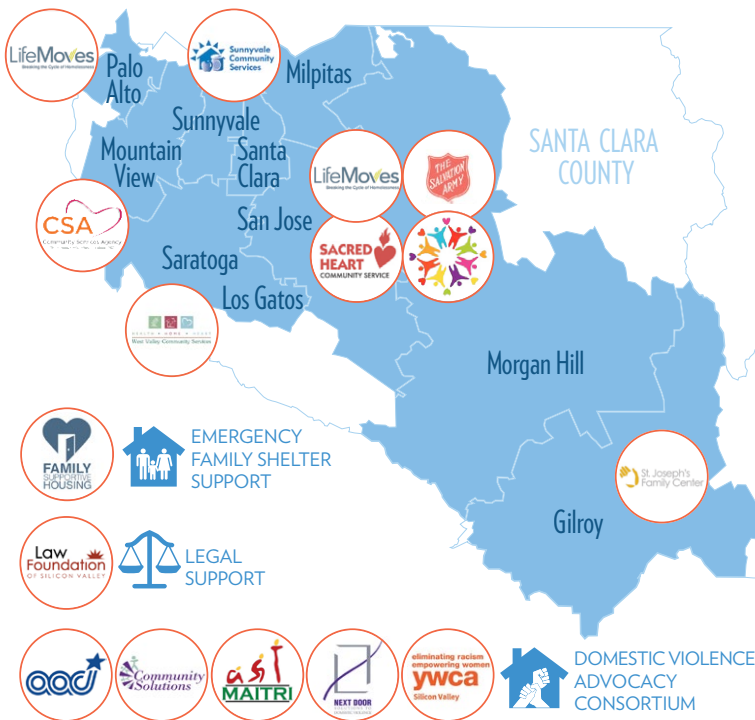 LifeMoves
Breaking the Cycle of Homelessness
Palo
Alto
Sunnyvale
Community
Services
Milpitas
Sunnyvale
Mountain
View
Santa
Clara
LifeMoves
Breaking the Cycle of Homelessness
THE
SALVATION
ARMY
SANTA CLARA
COUNTY
CSA
Community Services Agency
San Jose
SACRED
HEART
COMMUNITY SERVICE
Saratoga
Los Gatos
HEALTH • HOME • HEART
West Valley Community Services
Morgan Hill
FAMILY
SUPPORTIVE
HOUSING
EMERGENCY
FAMILY SHELTER
SUPPORT
St. Joseph's
Family Center
Gilroy
Law
Foundation
OF SILICON VALLEY
LEGAL
SUPPORT
aaci
Community
Solutions
MAITRI
NEXT DOOR
eliminating racism
empowering women
ywca
Silicon Valley
DOMESTIC VIOLENCE
ADVOCACY
CONSORTIUM